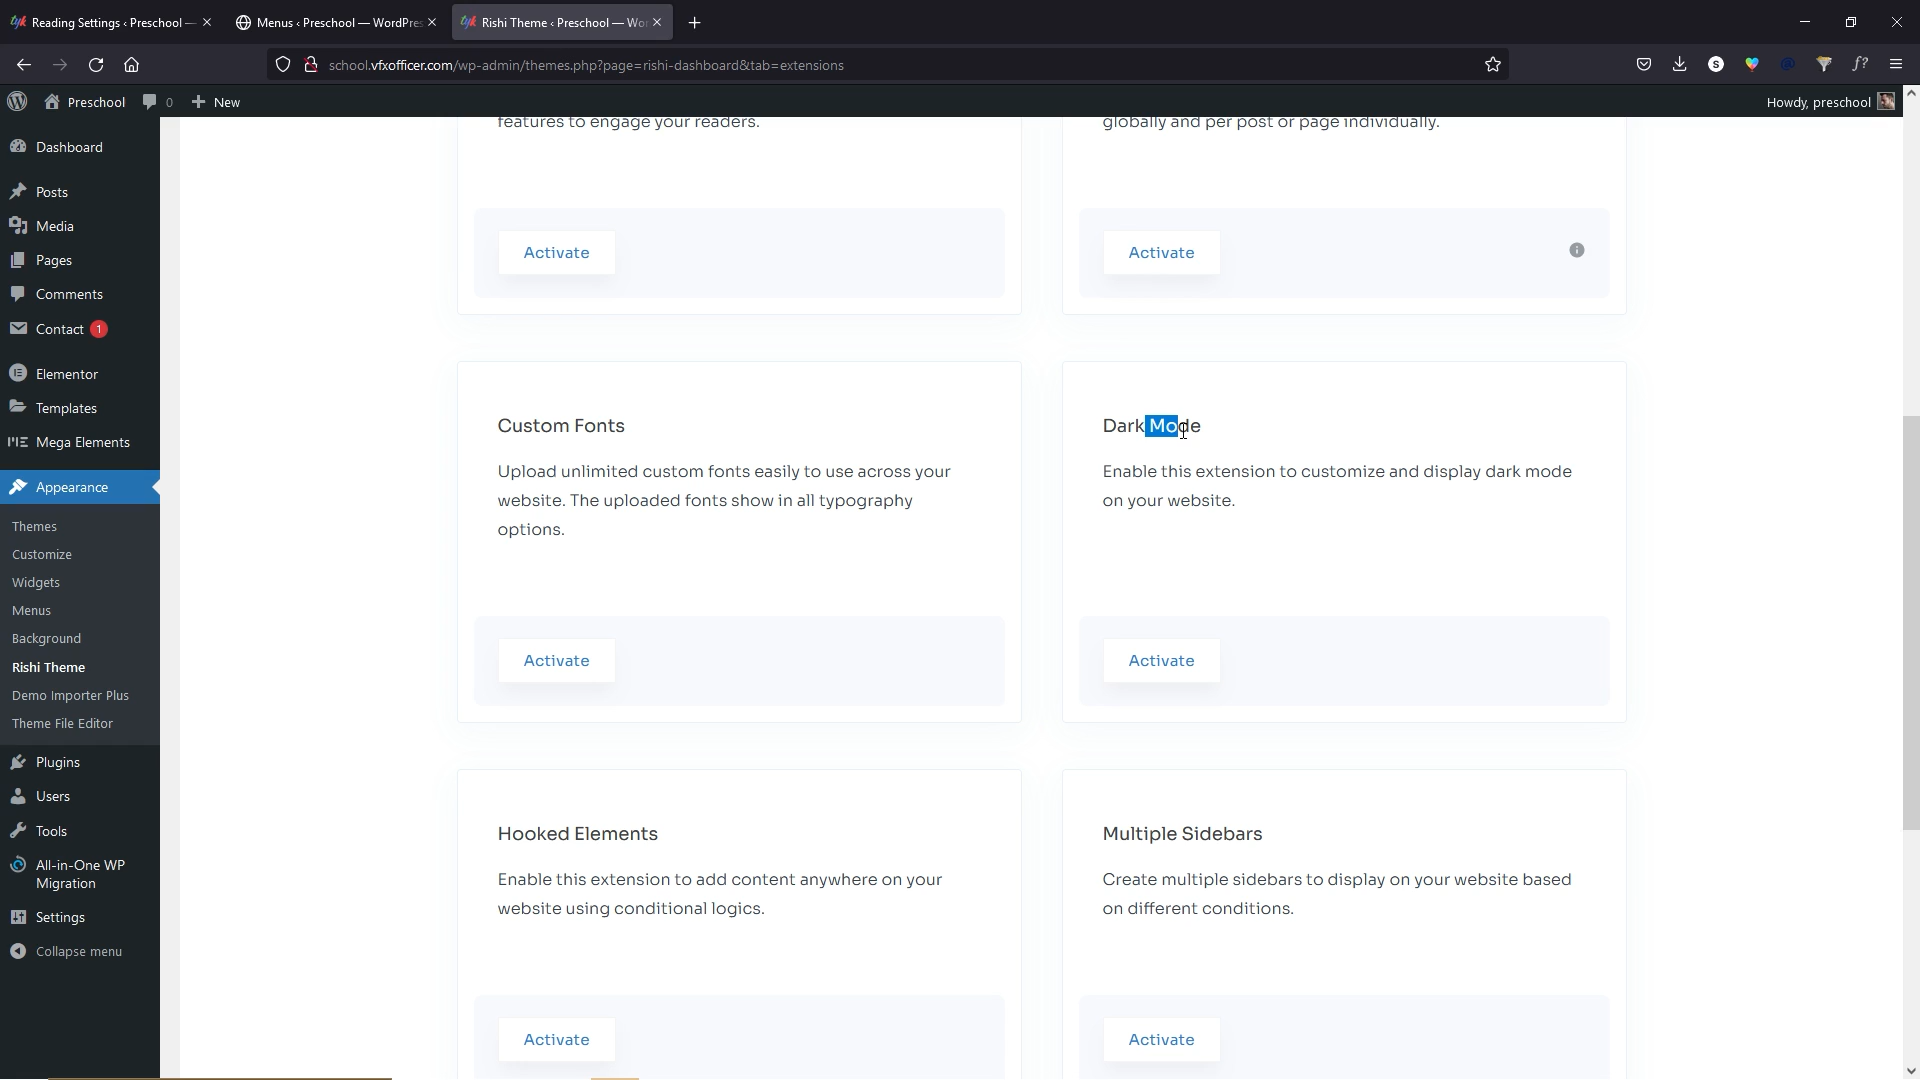 Reading Settings ‹ Preschool —
Menus ‹ Preschool — WordPres
Rishi Theme ‹ Preschool — Wor
school.vfxofficer.com/wp-admin/themes.php?page=rishi-dashboard&tab=extensions
Preschool
0
New
Howdy, preschool
Dashboard
Posts
Media
Pages
Comments
Contact 1
Elementor
Templates
Mega Elements
Appearance
Themes
Customize
Widgets
Menus
Background
Rishi Theme
Demo Importer Plus
Theme File Editor
Plugins
Users
Tools
All-in-One WP
Migration
Settings
Collapse menu
features to engage your readers.
Activate
globally and per post or page individually.
Activate
Custom Fonts
Upload unlimited custom fonts easily to use across your
website. The uploaded fonts show in all typography
options.
Activate
Dark Mode
Enable this extension to customize and display dark mode
on your website.
Activate
Hooked Elements
Enable this extension to add content anywhere on your
website using conditional logics.
Activate
Multiple Sidebars
Create multiple sidebars to display on your website based
on different conditions.
Activate